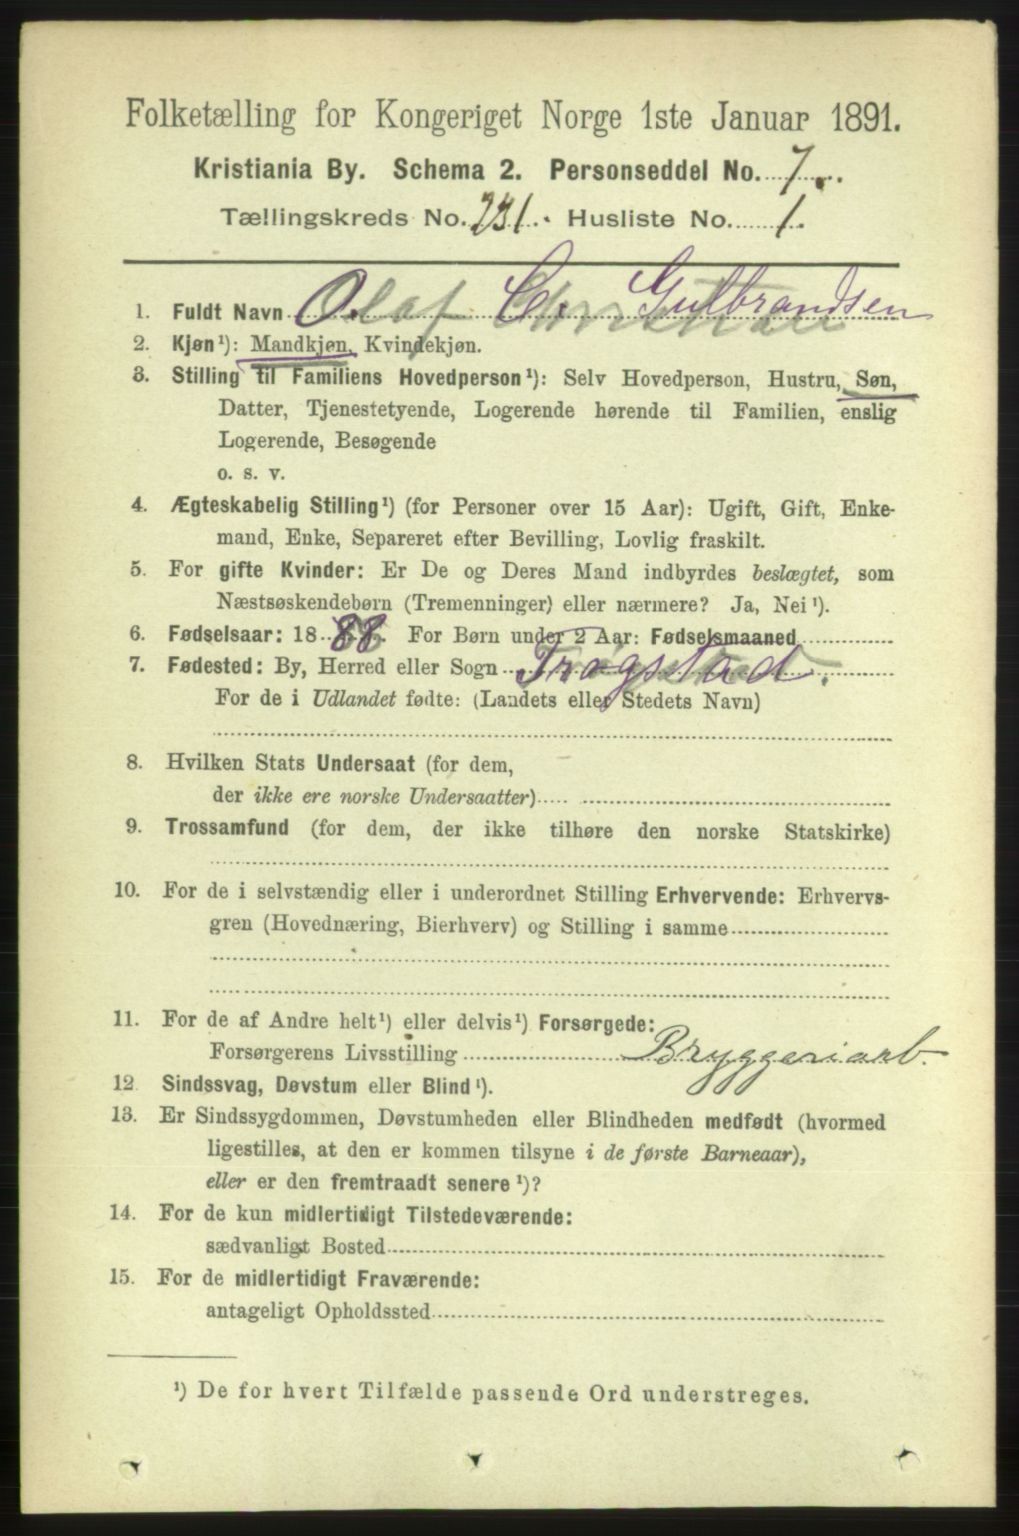 Folketælling for Kongeriget Norge 1ste Januar 1891.
Kristiania By. Schema 2. Personseddel No. 7.
Tællingskreds No. 231. Husliste No. 1.
1. Fuldt Navn Olaf Christian O. C. Gulbrandsen
2. Kjøn¹): Mandkjøn, Kvindekjøn.
3. Stilling til Familiens Hovedperson¹): Selv Hovedperson, Hustru, Søn,
Datter, Tjenestetyende, Logerende hørende til Familien, enslig
Logerende, Besøgende
o. s. v.
4. Ægteskabelig Stilling¹) (for Personer over 15 Aar): Ugift, Gift, Enke-
mand, Enke, Separeret efter Bevilling, Lovlig fraskilt.
5. For gifte Kvinder: Er De og Deres Mand indbyrdes beslægtet, som
Næstsøskendebørn (Tremenninger) eller nærmere? Ja, Nei¹).
6. Fødselsaar: 1888. For Børn under 2 Aar: Fødselsmaaned
7. Fødested: By, Herred eller Sogn Trøgstad.
For de i Udlandet fødte: (Landets eller Stedets Navn)
8. Hvilken Stats Undersaat (for dem,
der ikke ere norske Undersaatter)
9. Trossamfund (for dem, der ikke tilhøre den norske Statskirke)
10. For de i selvstændig eller i underordnet Stilling Erhvervende: Erhvervs-
gren (Hovednæring, Bierhverv) og Stilling i samme
11. For de af Andre helt¹) eller delvis¹) Forsørgede:
Forsørgerens Livsstilling Bryggeriarb.
12 Sindssvag, Døvstum eller Blind¹).
13. Er Sindssygdommen, Døvstumheden eller Blindheden medfødt (hvormed
ligestilles, at den er kommen tilsyne i de første Barneaar),
eller er den fremtraadt senere¹)?
14. For de kun midlertidigt Tilstedeværende:
sædvanligt Bosted
15. For de midlertidigt Fraværende:
antageligt Opholdssted
¹) De for hvert Tilfælde passende Ord understreges.